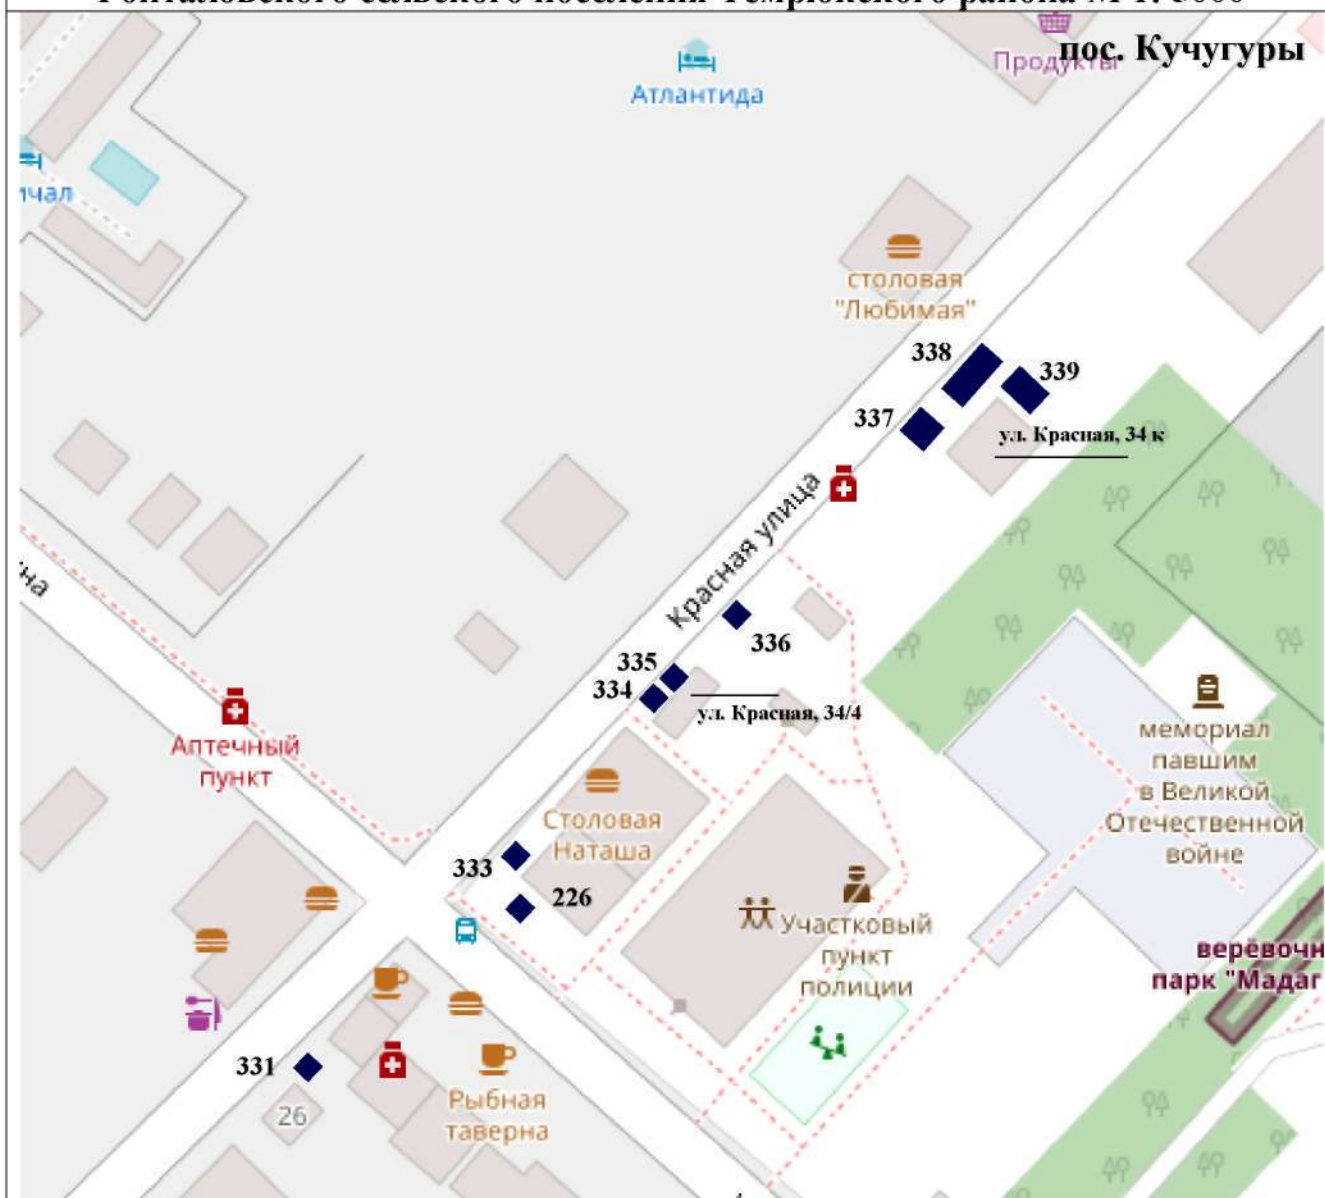 пос. Кучугуры
Продукты
Атлантида
столовая
"Любимая"
338
339
337
ул. Красная, 34 к
Красная улица
336
335
334
ул. Красная, 34/4
Аптечный
пункт
мемориал
павшим
в Великой
Отечественной
войне
Столовая
Наташа
333
226
Участковый
пункт
полиции
верёвочн
парк "Мадаг
331
26
Рыбная
таверна